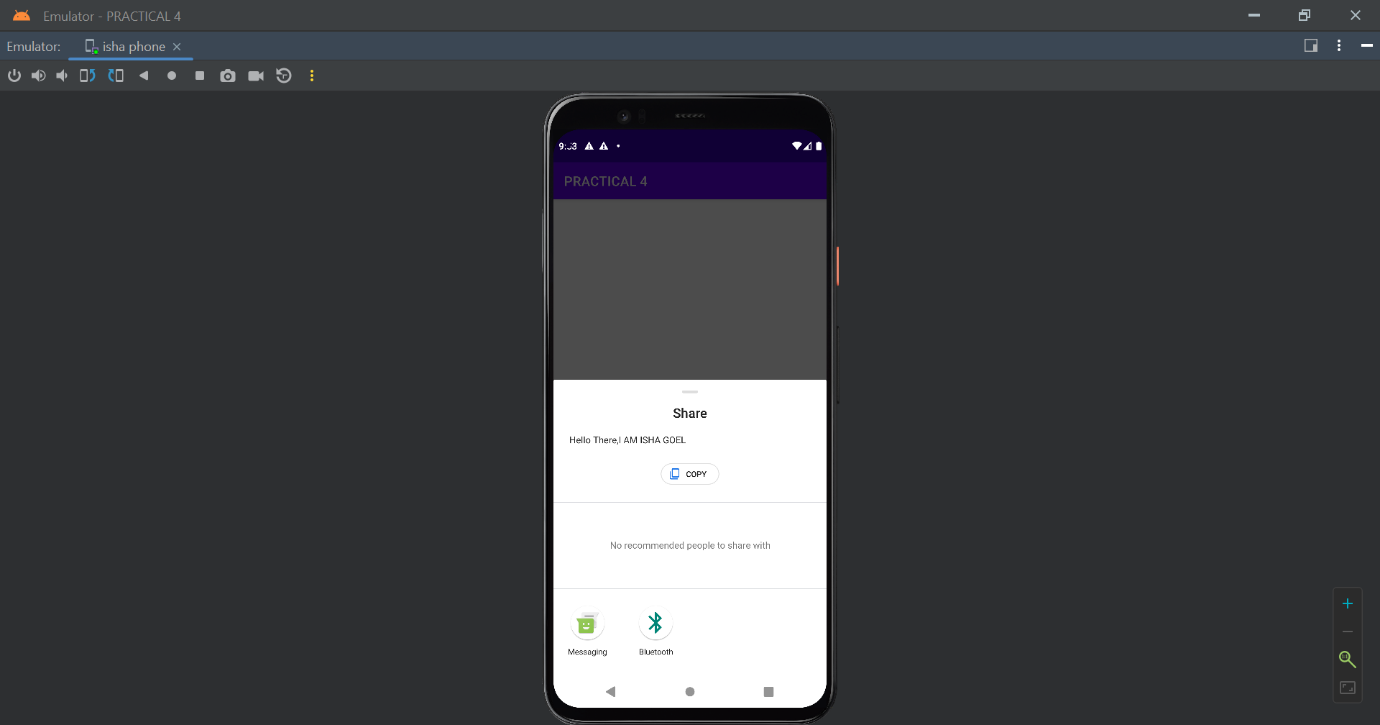 Emulator - PRACTICAL 4
Emulator: isha phone
PRACTICAL 4
Share
Hello There,I AM ISHA GOEL
COPY
No recommended people to share with
Messaging
Bluetooth